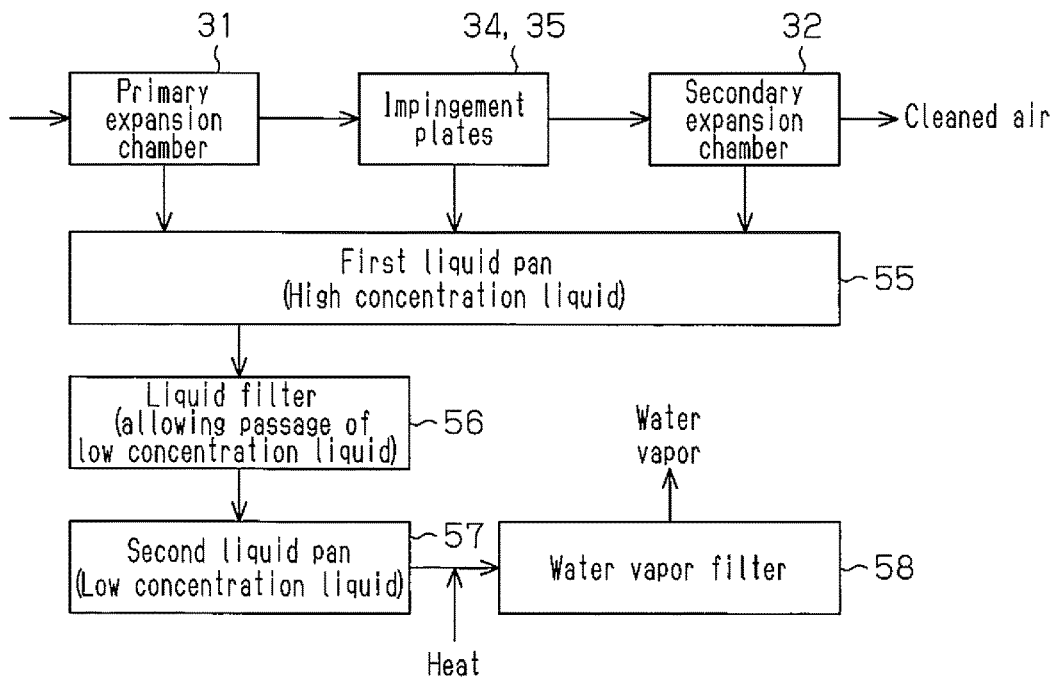 31
34, 35
32
Primary
expansion
chamber
Impingement
plates
Secondary
expansion
chamber
Cleaned air
First liquid pan
(High concentration liquid)
55
Liquid filter
(allowing passage of
low concentration liquid)
56
Water
vapor
Second liquid pan
(Low concentration liquid)
57
Water vapor filter
58
Heat